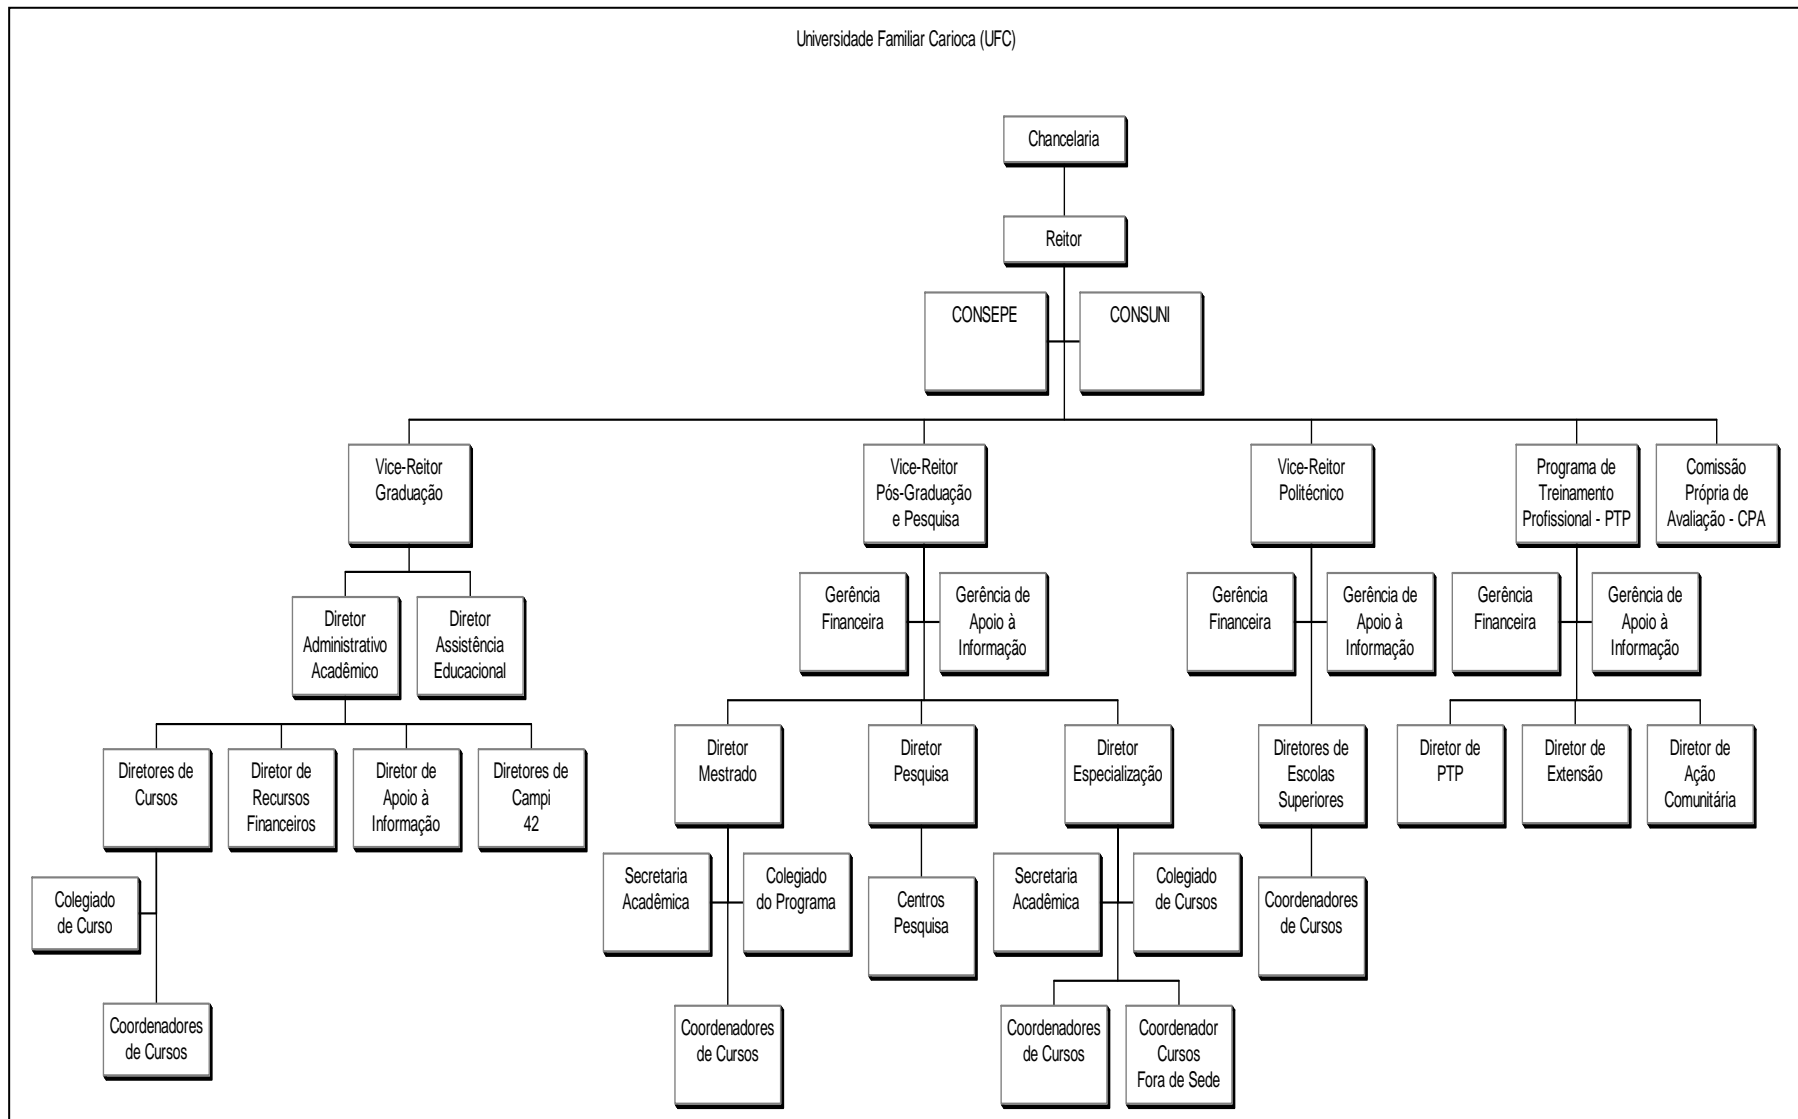 Universidade Familiar Carioca (UFC)
Chancelaria
Reitor
CONSEPE
CONSUNI
Vice-Reitor
Graduação
Vice-Reitor
Pós-Graduação
e Pesquisa
Vice-Reitor
Politécnico
Programa de
Treinamento
Profissional - PTP
Comissão
Própria de
Avaliação - CPA
Diretor
Administrativo
Acadêmico
Diretor
Assistência
Educacional
Gerência
Financeira
Gerência de
Apoio à
Informação
Gerência
Financeira
Gerência de
Apoio à
Informação
Gerência
Financeira
Gerência de
Apoio à
Informação
Diretores de
Cursos
Diretor de
Recursos
Financeiros
Diretor de
Apoio à
Informação
Diretores de
Campi
42
Diretor
Mestrado
Diretor
Pesquisa
Diretor
Especialização
Diretores de
Escolas
Superiores
Diretor de
PTP
Diretor de
Extensão
Diretor de
Ação
Comunitária
Colegiado
de Curso
Secretaria
Acadêmica
Colegiado
do Programa
Centros
Pesquisa
Secretaria
Acadêmica
Colegiado
de Cursos
Coordenadores
de Cursos
Coordenadores
de Cursos
Coordenadores
de Cursos
Coordenadores
de Cursos
Coordenador
Cursos
Fora de Sede